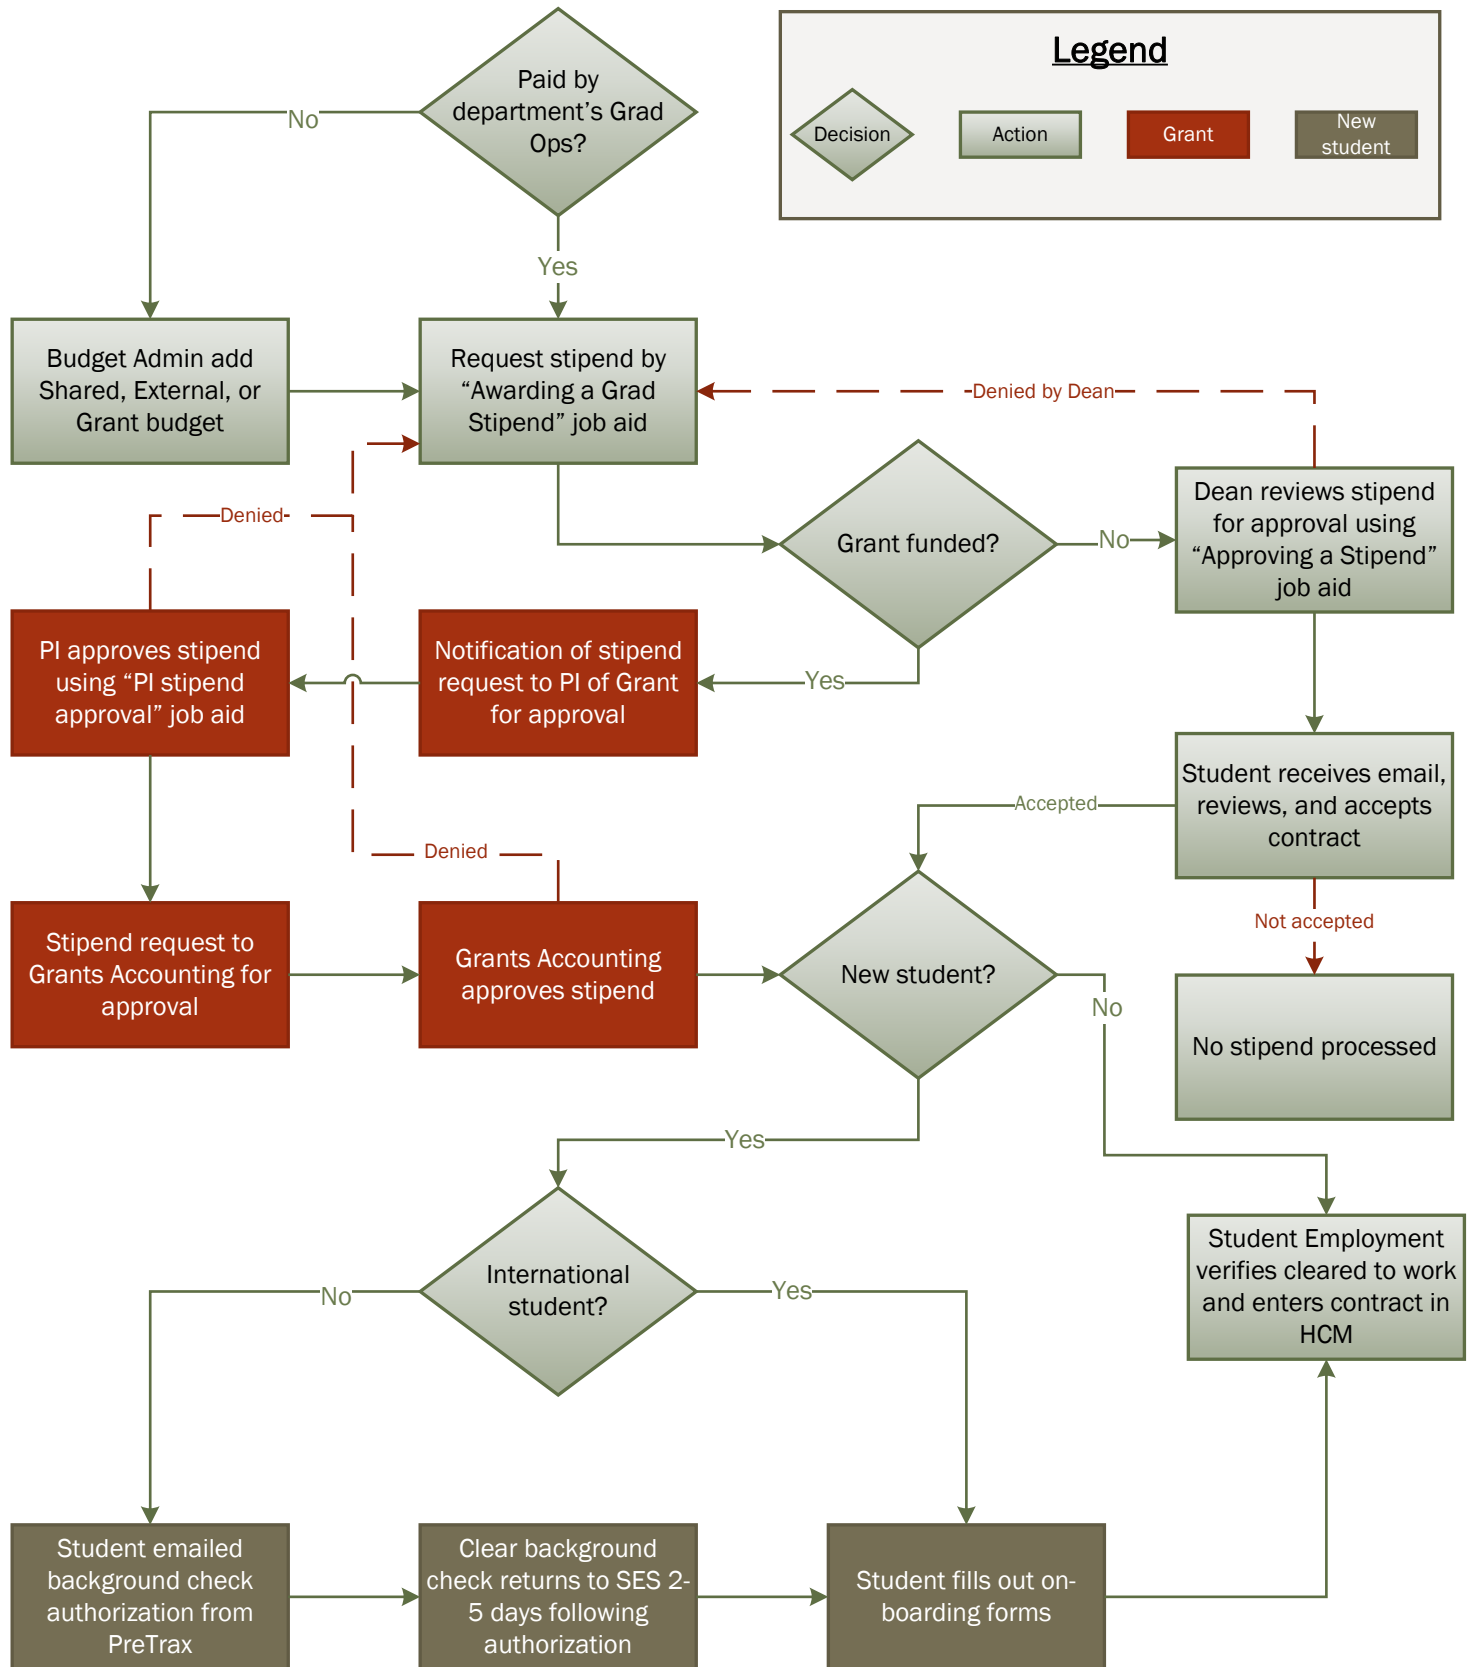 Paid by
department's Grad
Ops?
Legend
Decision
Action
Grant
New
student
No
Yes
Budget Admin add
Shared, External, or
Grant budget
Request stipend by
“Awarding a Grad
Stipend” job aid
Denied by Dean
Denied
Grant funded?
No
Dean reviews stipend
for approval using
“Approving a Stipend”
job aid
PI approves stipend
using “PI stipend
approval” job aid
Notification of stipend
request to PI of Grant
for approval
Yes
Student receives email,
reviews, and accepts
contract
Accepted
Denied
Not accepted
Stipend request to
Grants Accounting for
approval
Grants Accounting
approves stipend
New student?
No
No stipend processed
Yes
International
student?
No
Yes
Student Employment
verifies cleared to work
and enters contract in
HCM
Student emailed
background check
authorization from
PreTrax
Clear background
check returns to SES 2-
5 days following
authorization
Student fills out on-
boarding forms